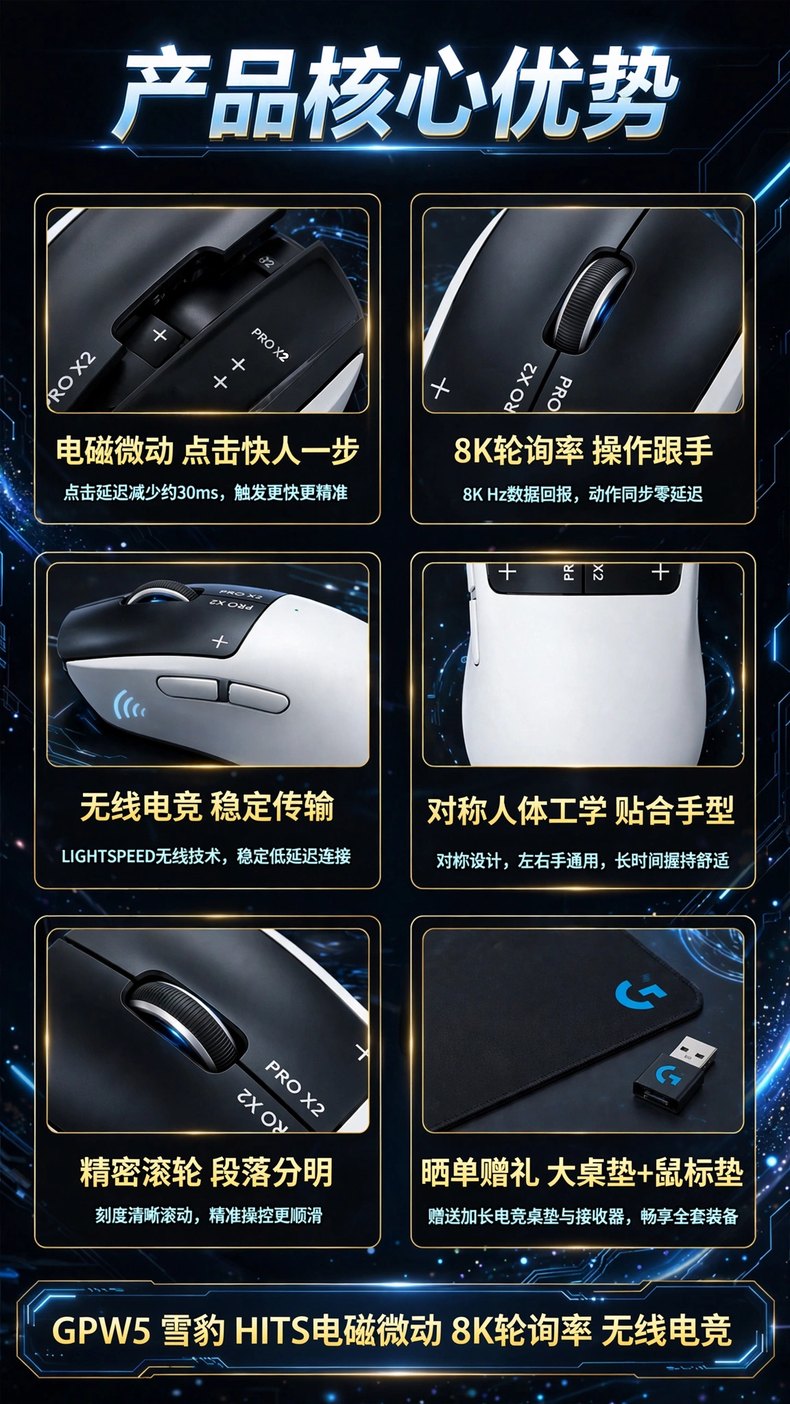 产品核心优势
PRO X2
PRO X2
电磁微动 点击快人一步
点击延迟减少约30ms，触发更快更精准
PRO X2
PRO
8K轮询率 操作跟手
8K Hz数据回报，动作同步零延迟
PRO X2
PRO X2
无线电竞 稳定传输
LIGHTSPEED无线技术，稳定低延迟连接
PR
X2
对称人体工学 贴合手型
对称设计，左右手通用，长时间握持舒适
PRO X2
RO X2
精密滚轮 段落分明
刻度清晰滚动，精准操控更顺滑
晒单赠礼 大桌垫+鼠标垫
赠送加长电竞桌垫与接收器，畅享全套装备
GPW5 雪豹 HITS电磁微动 8K轮询率 无线电竞